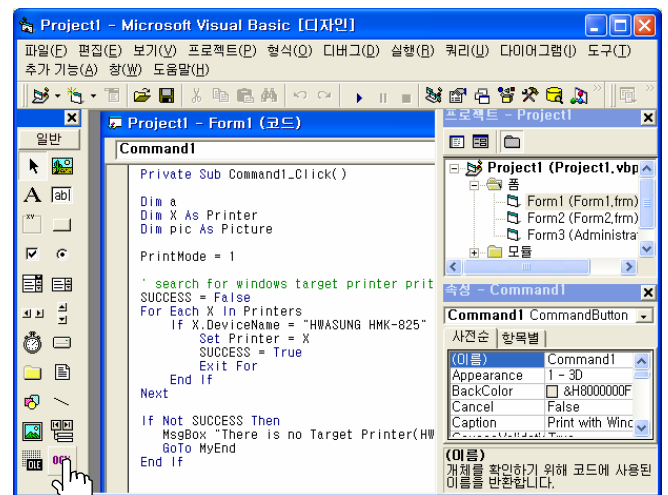 Project1 - Microsoft Visual Basic [디자인]
파일(F) 편집(E) 보기(V) 프로젝트(P) 형식(O) 디버그(D) 실행(R) 쿼리(U) 다이어그램(I) 도구(T)
추가 기능(A) 창(W) 도움말(H)
일반
A ab|
xv
OLE
Project1 - Form1 (코드)
Command1
Private Sub Command1_Click()
Dim a
Dim X As Printer
Dim pic As Picture
PrintMode = 1
' search for windows target printer prit
SUCCESS = False
For Each X In Printers
If X.DeviceName = "HWASUNG HMK-825"
Set Printer = X
SUCCESS = True
Exit For
End If
Next
If Not SUCCESS Then
MsgBox "There is no Target Printer(HW
GoTo MyEnd
End If
프로젝트 - Project1
Project1 (Project1.vbp
폼
Form1 (Form1.frm)
Form2 (Form2.frm)
Form3 (Administra
모듈
속성 - Command1
Command1 CommandButton
사전순 항목별
(이름) Command1
Appearance 1 - 3D
BackColor &H8000000F
Cancel False
Caption Print with Winc
(이름)
개체를 확인하기 위해 코드에 사용된
이름을 반환합니다.